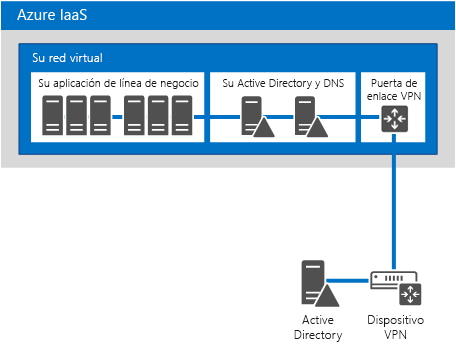 Azure IaaS
Su red virtual
Su aplicación de línea de negocio
Su Active Directory y DNS
Puerta de
enlace VPN
Active
Directory
Dispositivo
VPN